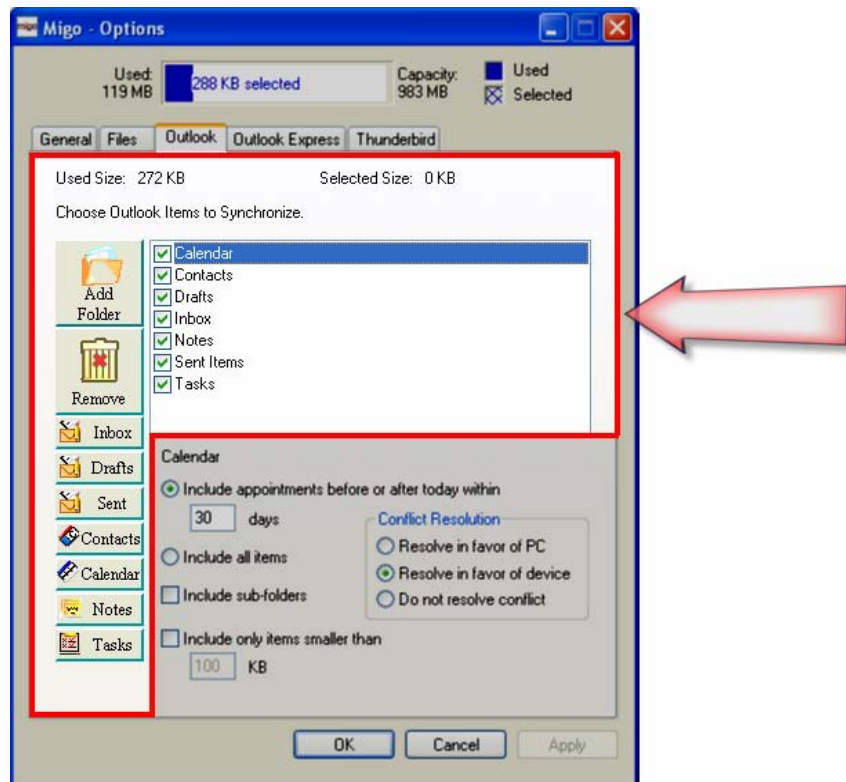 Migo - Options
Used: 119 MB
288 KB selected
Capacity: 983 MB
Used
Selected
General Files Outlook Outlook Express Thunderbird
Used Size: 272 KB Selected Size: 0 KB
Choose Outlook Items to Synchronize.
Add Folder
Remove
Inbox
Drafts
Sent
Contacts
Calendar
Notes
Tasks
Calendar
Contacts
Drafts
Inbox
Notes
Sent Items
Tasks
Calendar
Include appointments before or after today within
30 days
Include all items
Include sub-folders
Include only items smaller than
100 KB
Conflict Resolution
Resolve in favor of PC
Resolve in favor of device
Do not resolve conflict
OK Cancel Apply